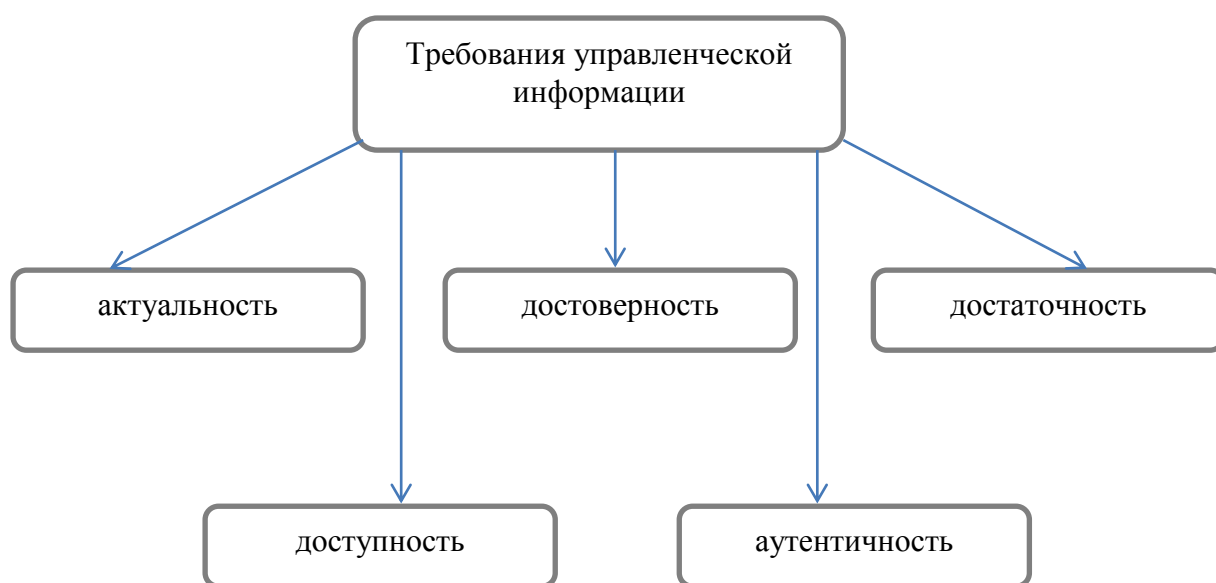 Требования управленческой
информации
актуальность
достоверность
достаточность
доступность
аутентичность